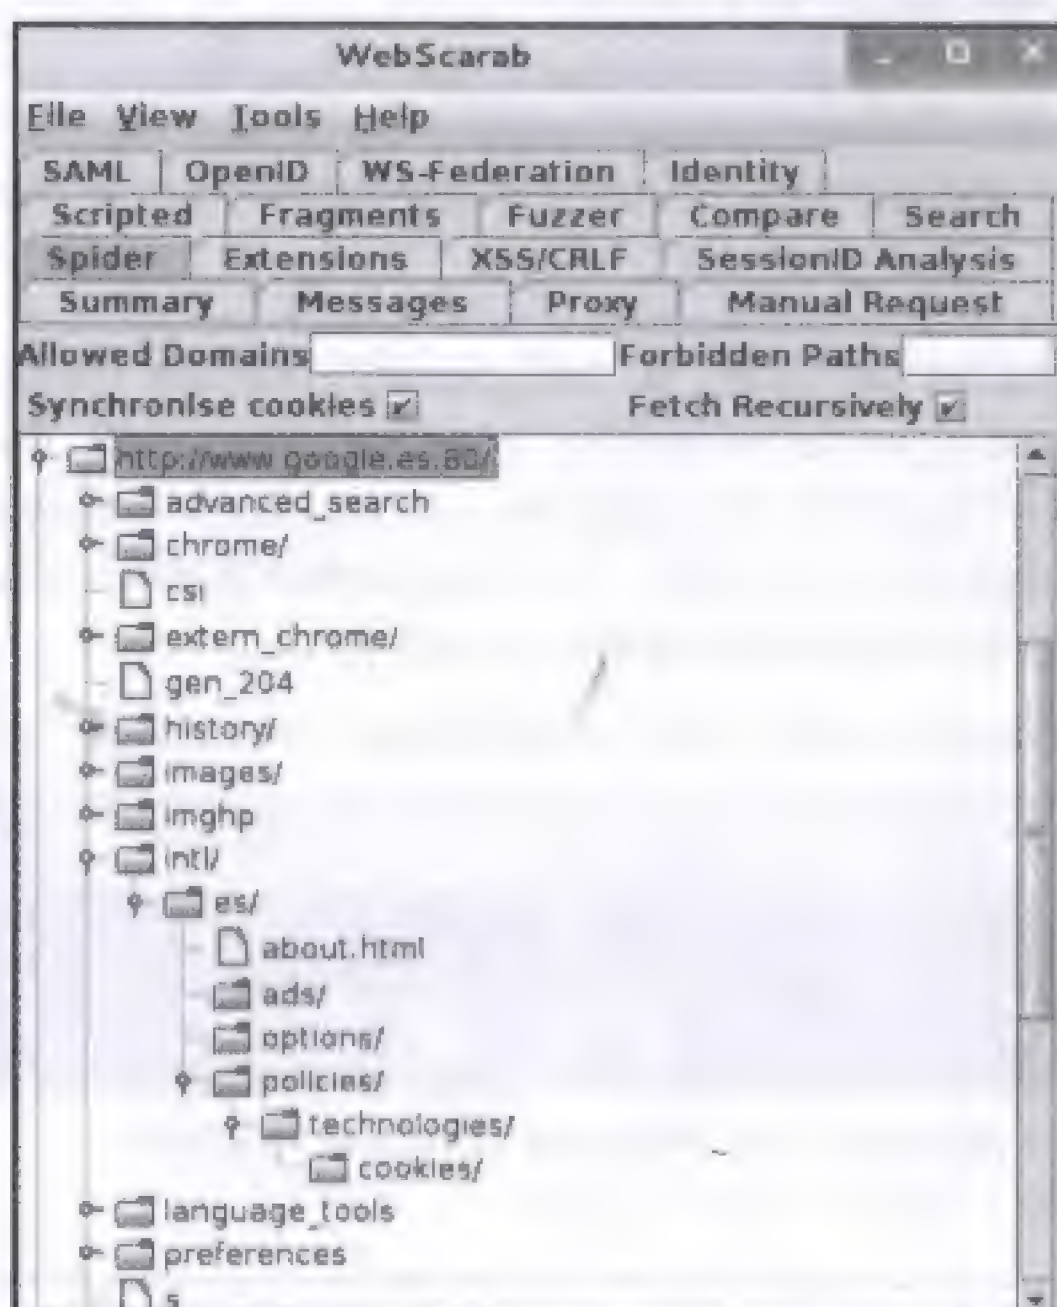 WebScarab
File View Tools Help
SAML OpenID WS-Federation Identity
Scripted Fragments Fuzzer Compare Search
Spider Extensions XSS/CRLF SessionID Analysis
Summary Messages Proxy Manual Request
Allowed Domains Forbidden Paths
Synchronise cookies Fetch Recursively
http://www.google.es:80/
advanced_search
chrome/
csi
extern_chrome/
gen_204
history/
images/
imghp
intl/
es/
about.html
ads/
options/
policies/
technologies/
cookies/
language_tools
preferences
s